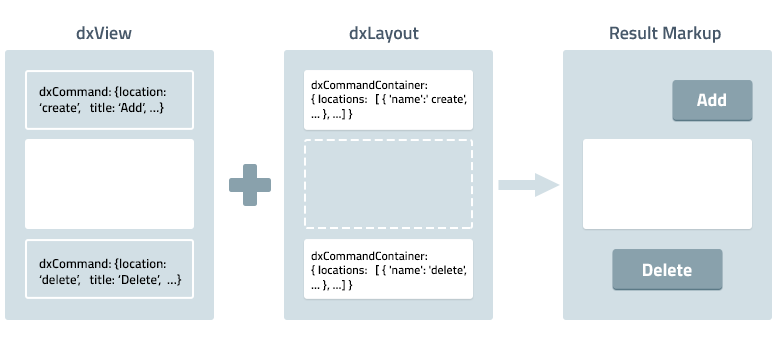 dxView
dxCommand: {location:
‘create’, title: ‘Add’, ...}
dxCommand: {location:
‘delete’, title: ‘Delete’, ...}
dxLayout
dxCommandContainer:
{ locations: [ { 'name':' create',
... }, ...] }
dxCommandContainer:
{ locations: [ { 'name': 'delete',
... }, ...] }
Result Markup
Add
Delete